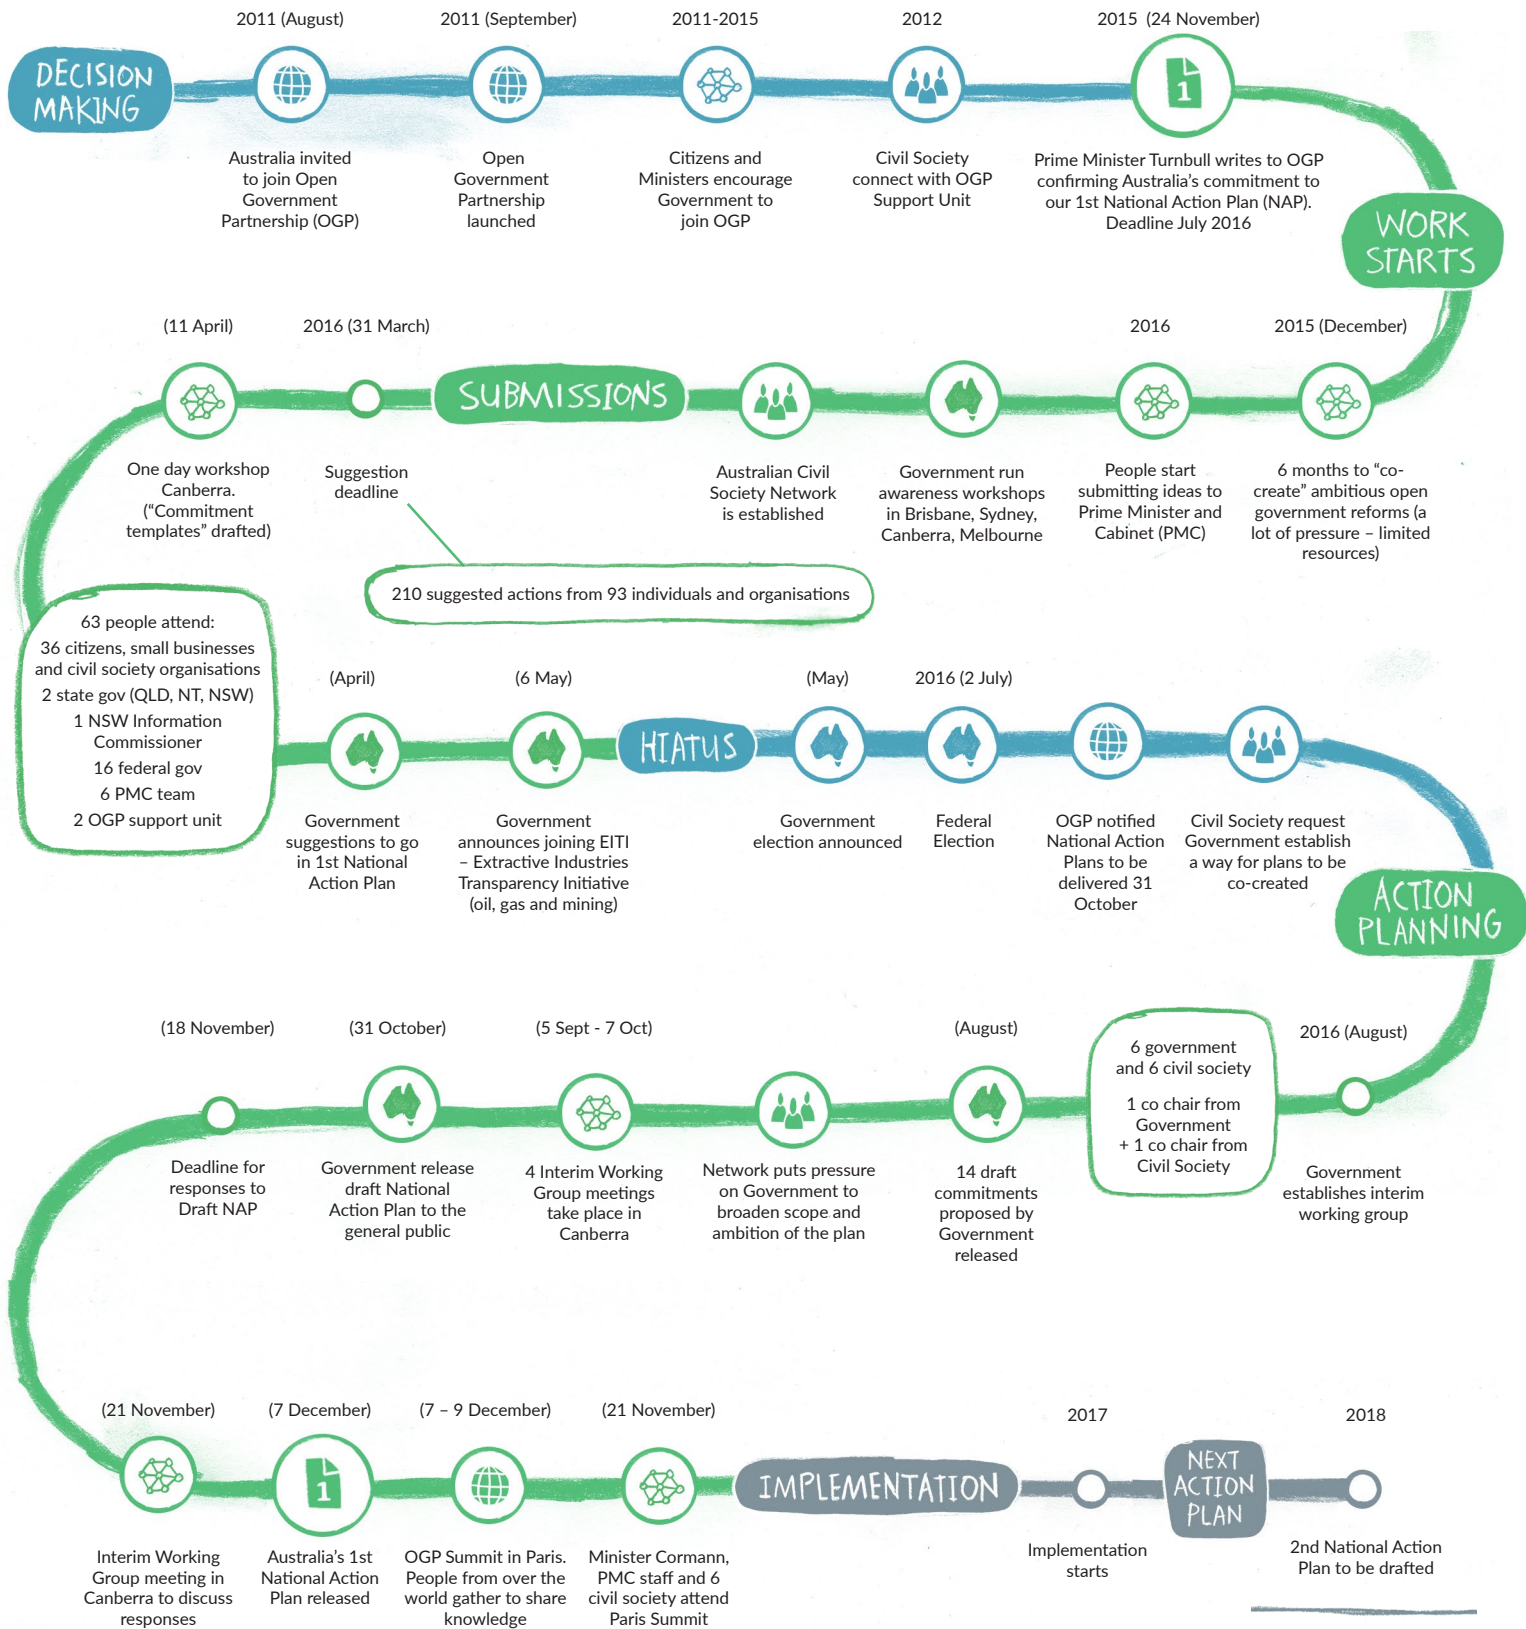 DECISION
MAKING
2011 (August)
Australia invited
to join Open
Government
Partnership (OGP)
2011 (September)
Open
Government
Partnership
launched
2011-2015
Citizens and
Ministers encourage
Government to
join OGP
2012
Civil Society
connect with OGP
Support Unit
2015 (24 November)
1
Prime Minister Turnbull writes to OGP
confirming Australia's commitment to
our 1st National Action Plan (NAP).
Deadline July 2016
WORK
STARTS
2015 (December)
6 months to “co-
create” ambitious open
government reforms (a
lot of pressure – limited
resources)
2016
People start
submitting ideas to
Prime Minister and
Cabinet (PMC)
Government run
awareness workshops
in Brisbane, Sydney,
Canberra, Melbourne
Australian Civil
Society Network
is established
SUBMISSIONS
2016 (31 March)
Suggestion
deadline
210 suggested actions from 93 individuals and organisations
(11 April)
One day workshop
Canberra.
(“Commitment
templates” drafted)
63 people attend:
36 citizens, small businesses
and civil society organisations
2 state gov (QLD, NT, NSW)
1 NSW Information
Commissioner
16 federal gov
6 PMC team
2 OGP support unit
(April)
Government
suggestions to go
in 1st National
Action Plan
(6 May)
Government
announces joining EITI
– Extractive Industries
Transparency Initiative
(oil, gas and mining)
HIATUS
(May)
Government
election announced
2016 (2 July)
Federal
Election
OGP notified
National Action
Plans to be
delivered 31
October
Civil Society request
Government establish
a way for plans to be
co-created
ACTION
PLANNING
2016 (August)
Government
establishes interim
working group
6 government
and 6 civil society
1 co chair from
Government
+ 1 co chair from
Civil Society
(August)
14 draft
commitments
proposed by
Government
released
Network puts pressure
on Government to
broaden scope and
ambition of the plan
(5 Sept - 7 Oct)
4 Interim Working
Group meetings
take place in
Canberra
(31 October)
Government release
draft National
Action Plan to the
general public
(18 November)
Deadline for
responses to
Draft NAP
(21 November)
Interim Working
Group meeting in
Canberra to discuss
responses
(7 December)
1
Australia's 1st
National Action
Plan released
(7 – 9 December)
OGP Summit in Paris.
People from over the
world gather to share
knowledge
(21 November)
Minister Cormann,
PMC staff and 6
civil society attend
Paris Summit
IMPLEMENTATION
2017
Implementation
starts
NEXT
ACTION
PLAN
2018
2nd National Action
Plan to be drafted